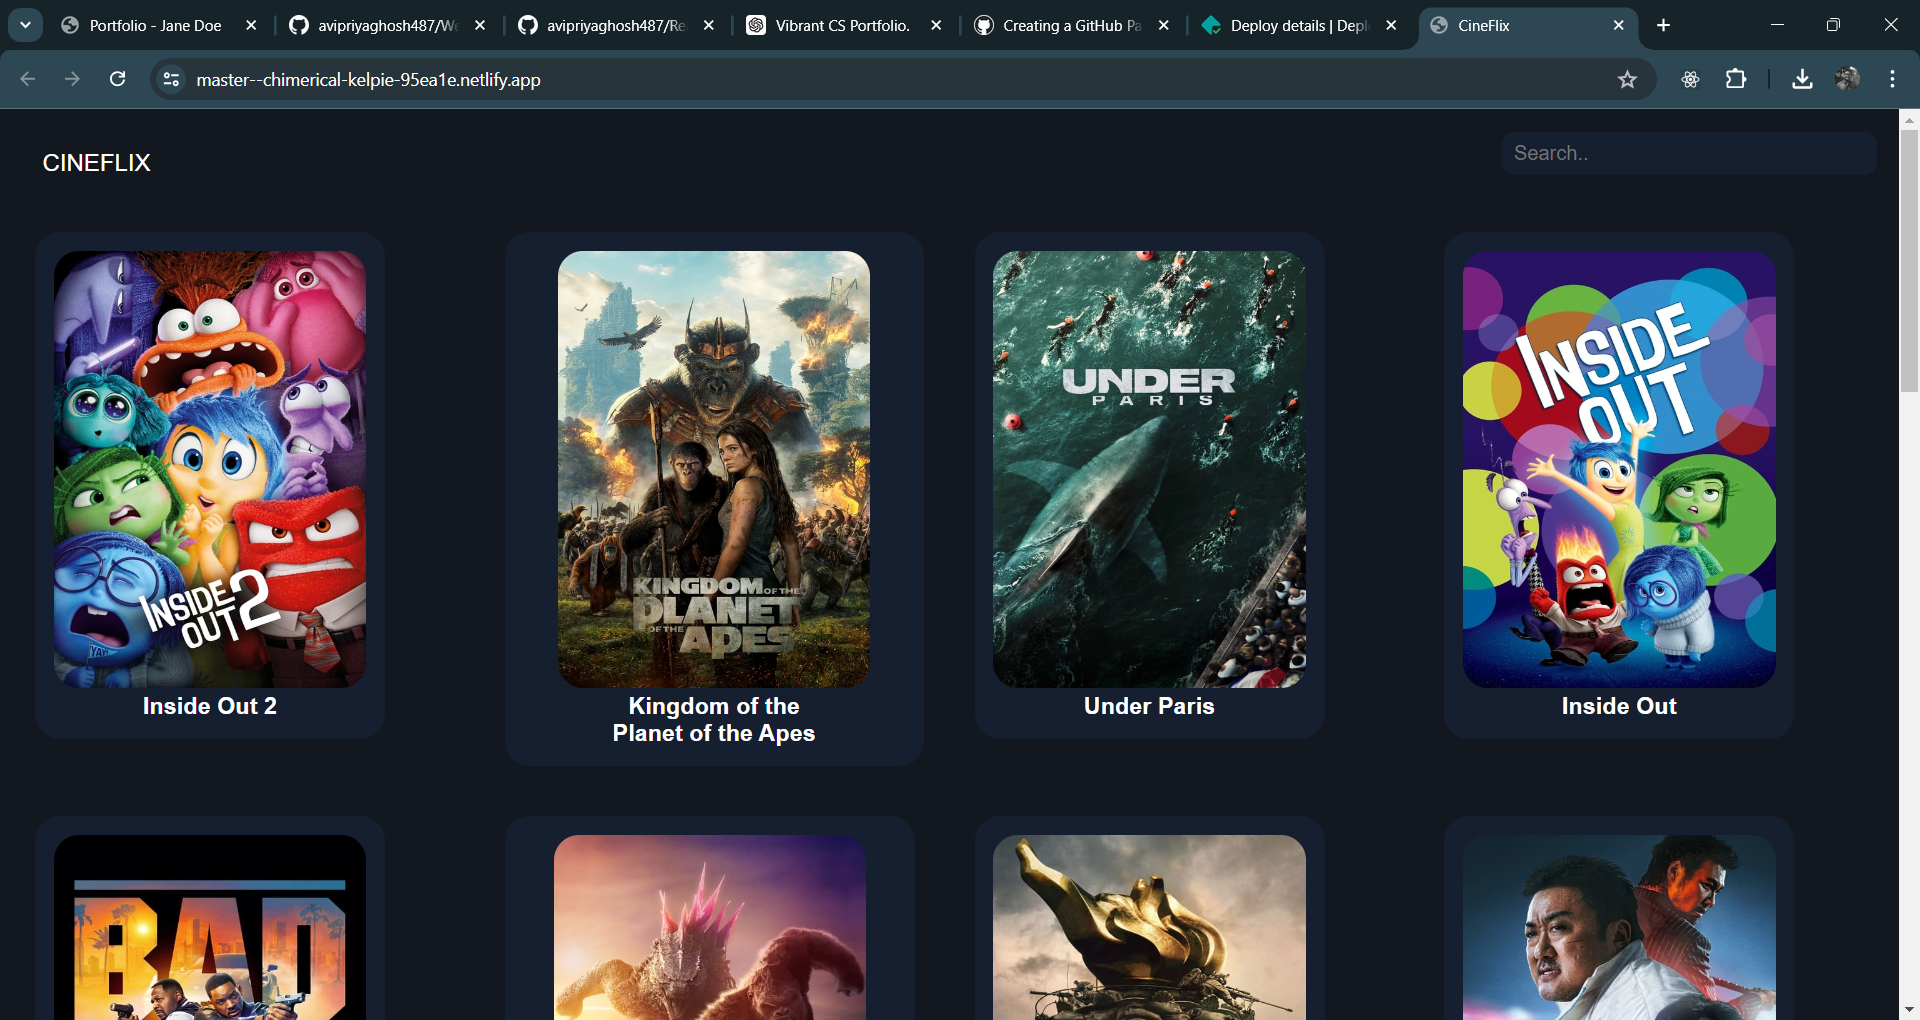 Portfolio - Jane Doe
avipriyaghosh487/We
avipriyaghosh487/Re
Vibrant CS Portfolio.
Creating a GitHub Pa
Deploy details | Depl
CineFlix
master--chimerical-kelpie-95ea1e.netlify.app
CINEFLIX
Search..
INSIDE
OUT 2
YAY!
Inside Out 2
KINGDOM OF THE
PLANET
OF THE APES
Kingdom of the
Planet of the Apes
UNDER
PARIS
Under Paris
INSIDE
OUT
Inside Out
BAD